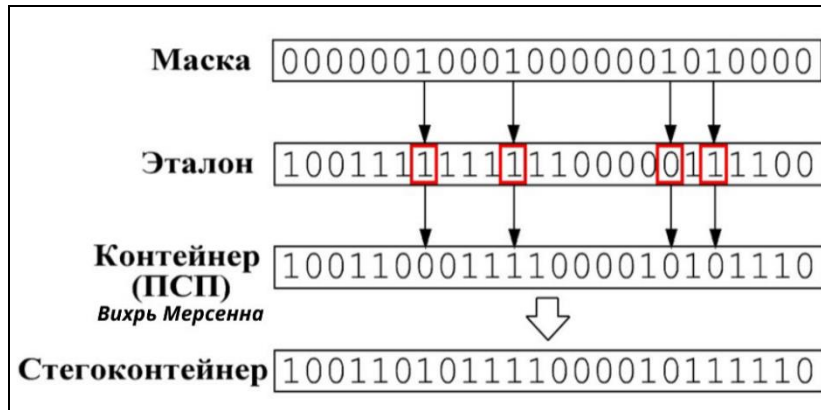 Маска 000000100010000001010000
Эталон 100111111111100000111100
Контейнер 100110001111000010101110
(ПСП)
Вихрь Мерсенна
Стегоконтейнер 100110101111000010111110